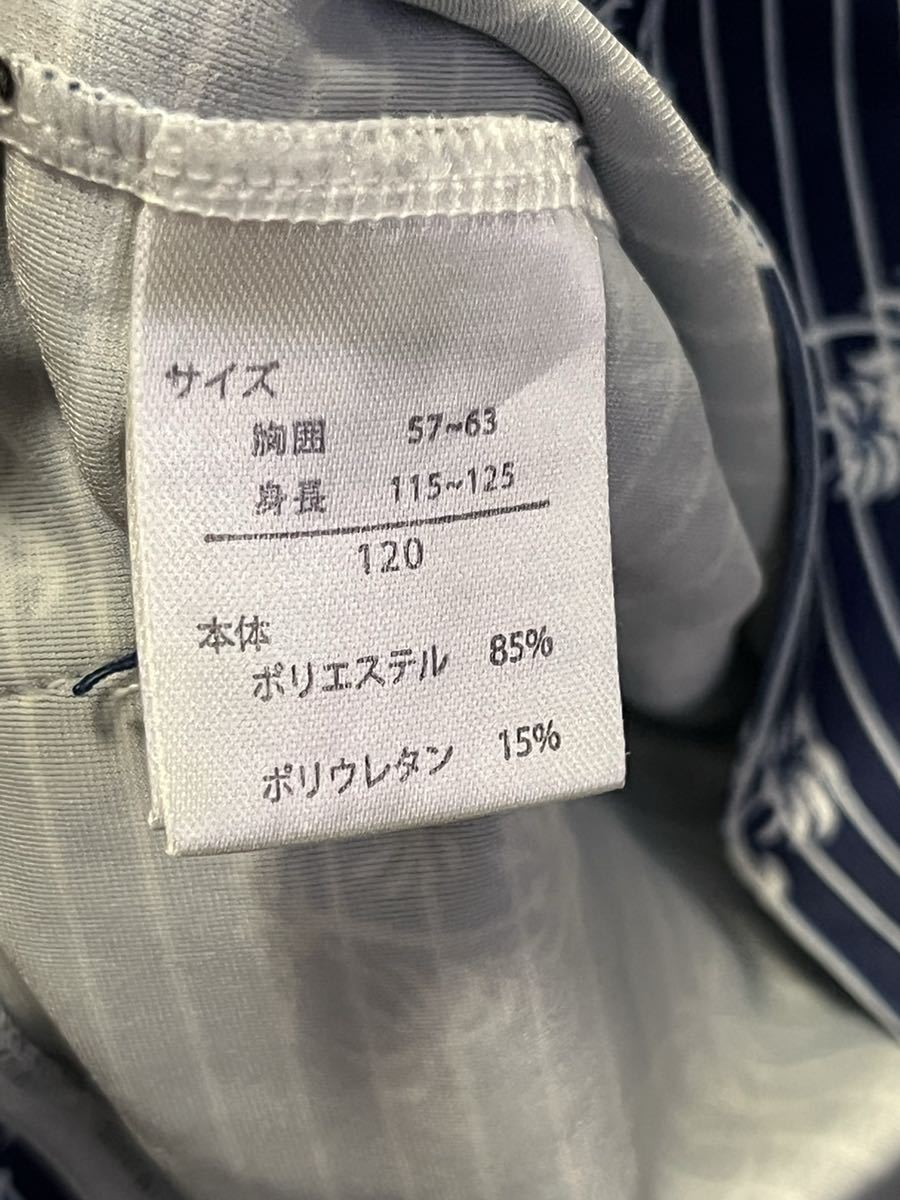 サイズ
胸囲 57~63
身長 115~125
120
本体
ポリエステル 85%
ポリウレタン 15%